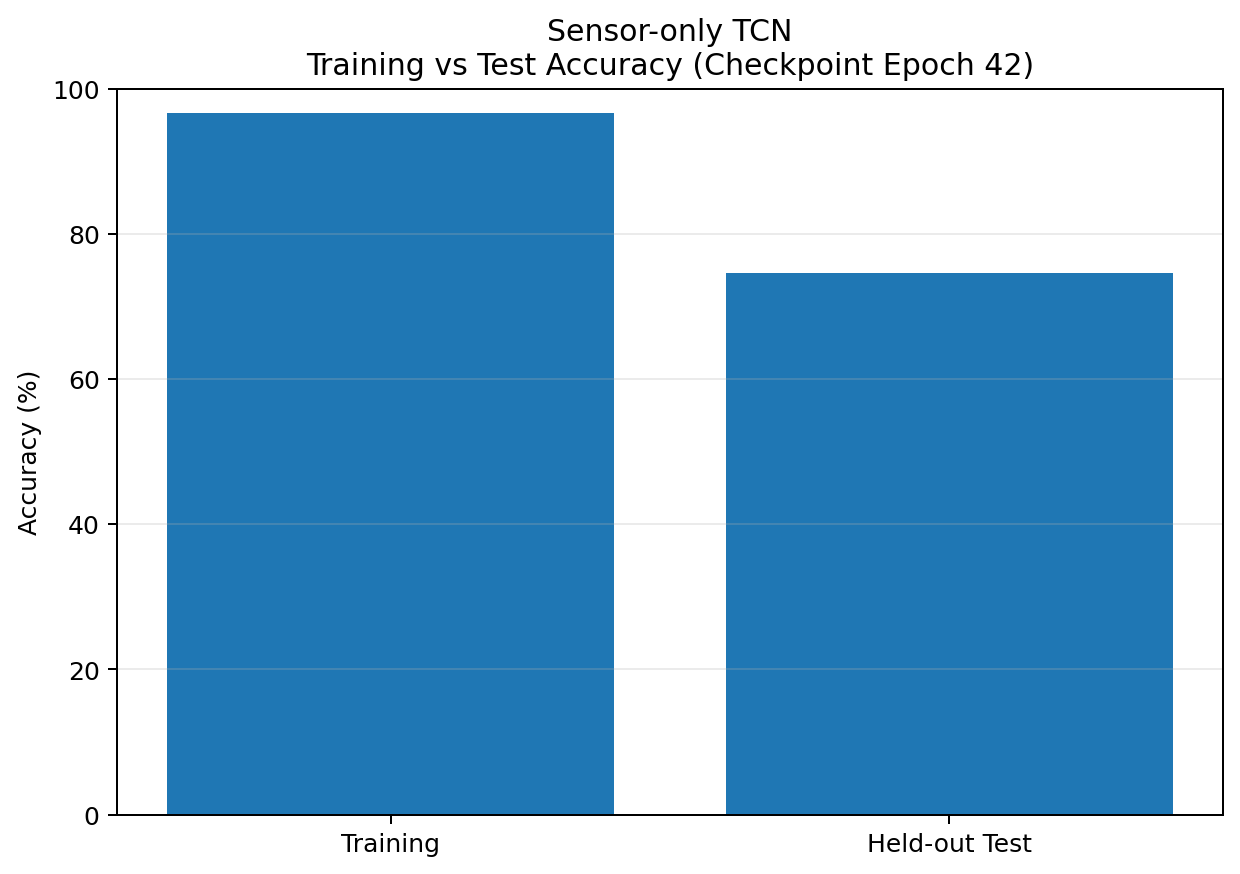 Sensor-only TCN
Training vs Test Accuracy (Checkpoint Epoch 42)
100
80
60
40
20
0
Accuracy (%)
Training
Held-out Test